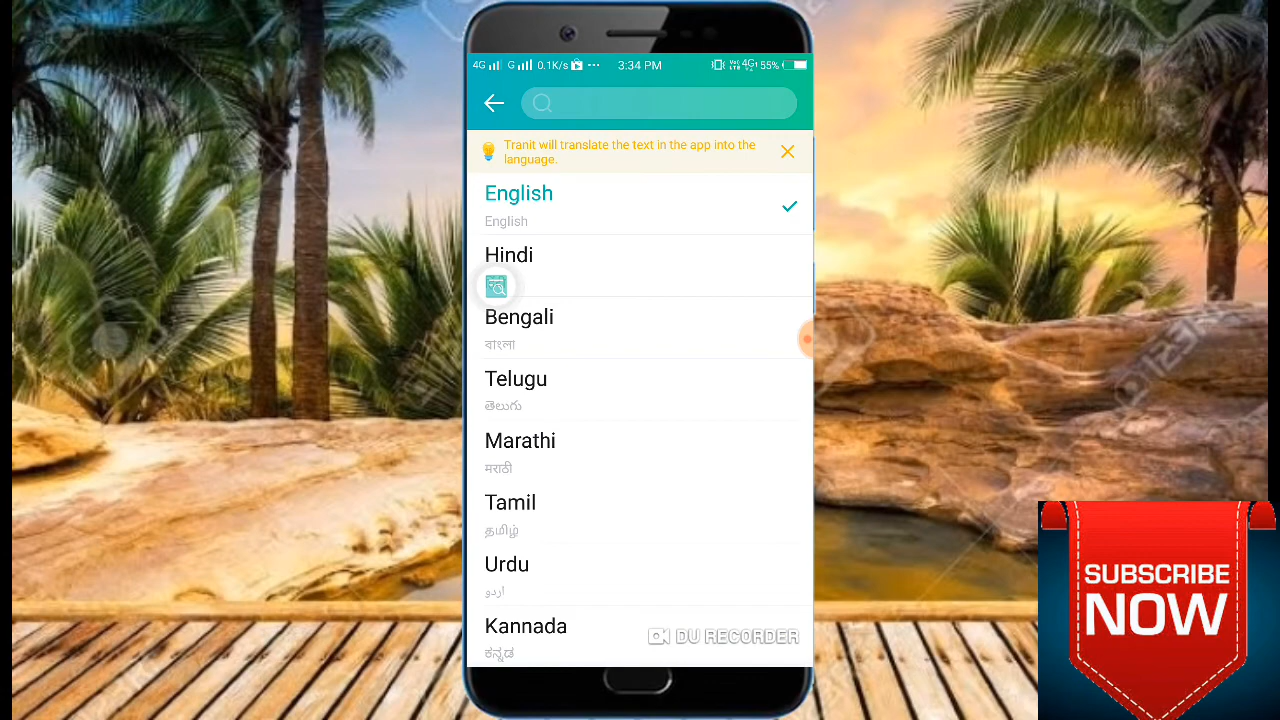 4G G 0.1K/s ... 3:34 PM 4G 55%
Tranit will translate the text in the app into the
language.
English
English
Hindi
Bengali
বাংলা
Telugu
తెలుగు
Marathi
मराठी
Tamil
தமிழ்
Urdu
اردو
Kannada
ಕನ್ನಡ
DU RECORDER
SUBSCRIBE
NOW